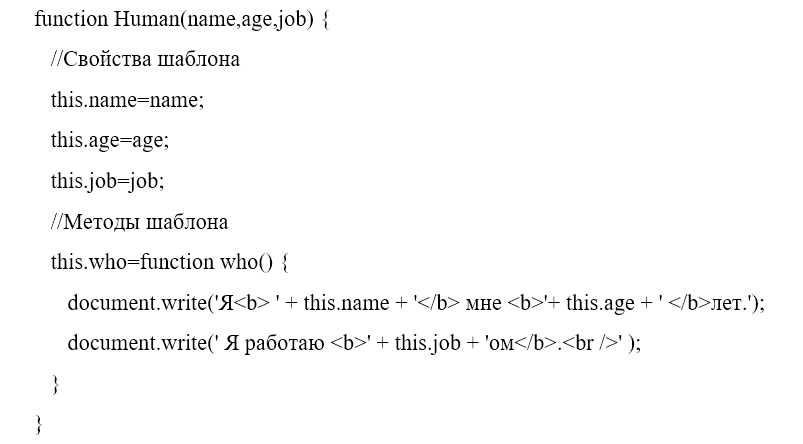 function Human(name,age,job) {
//Свойства шаблона
this.name=name;
this.age=age;
this.job=job;
//Методы шаблона
this.who=function who() {
document.write('Я<b> ' + this.name + '</b> мне <b>'+ this.age + ' </b>лет.');
document.write(' Я работаю <b>' + this.job + 'ом</b>.<br />' );
}
}